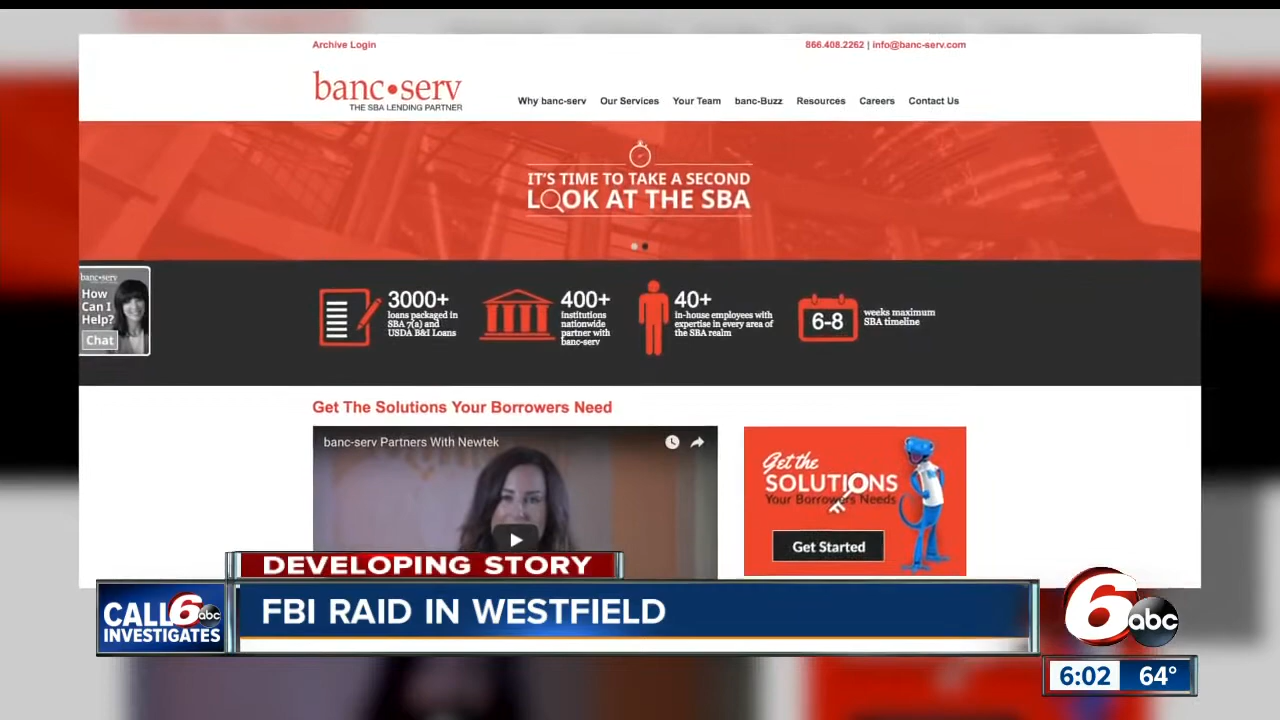 Archive Login
866.408.2262 | info@banc-serv.com
banc•serv
THE SBA LENDING PARTNER
Why banc-serv Our Services Your Team banc-Buzz Resources Careers Contact Us
IT'S TIME TO TAKE A SECOND
LOOK AT THE SBA
banc•serv
How
Can I
Help?
Chat
3000+
loans packaged in
SBA 7(a) and
USDA B&I Loans
400+
institutions
nationwide
partner with
banc-serv
40+
in-house employees with
expertise in every area of
the SBA realm
6-8
weeks maximum
SBA timeline
Get The Solutions Your Borrowers Need
banc-serv Partners With Newtek
Get the
SOLUTIONS
Your Borrowers Needs
Get Started
DEVELOPING STORY
CALL 6 abc
INVESTIGATES
FBI RAID IN WESTFIELD
6 abc
6:02 64°